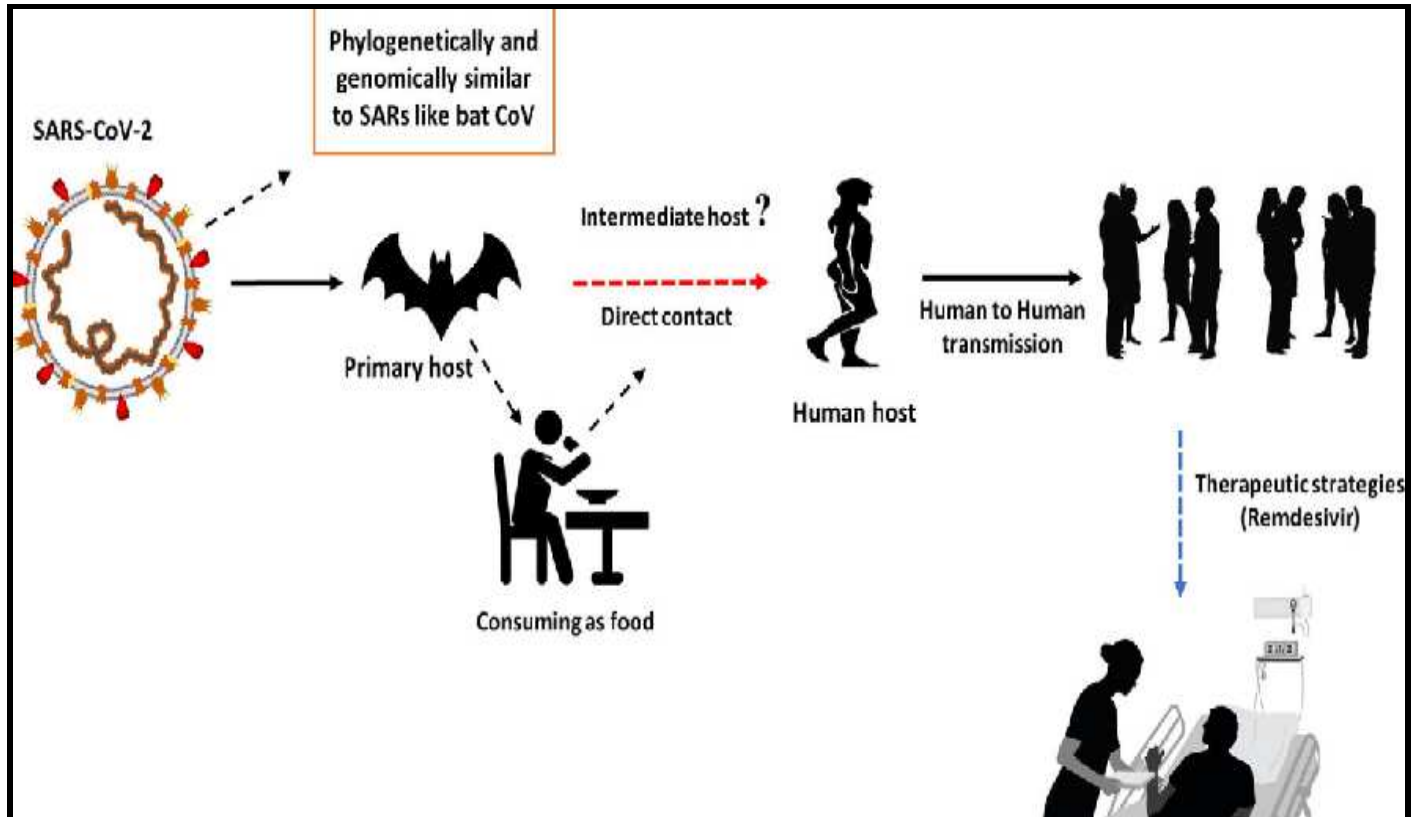 Phylogenetically and
genomically similar
to SARs like bat CoV
SARS-CoV-2
Intermediate host ?
Direct contact
Primary host
Human to Human
transmission
Human host
Therapeutic strategies
(Remdesivir)
Consuming as food